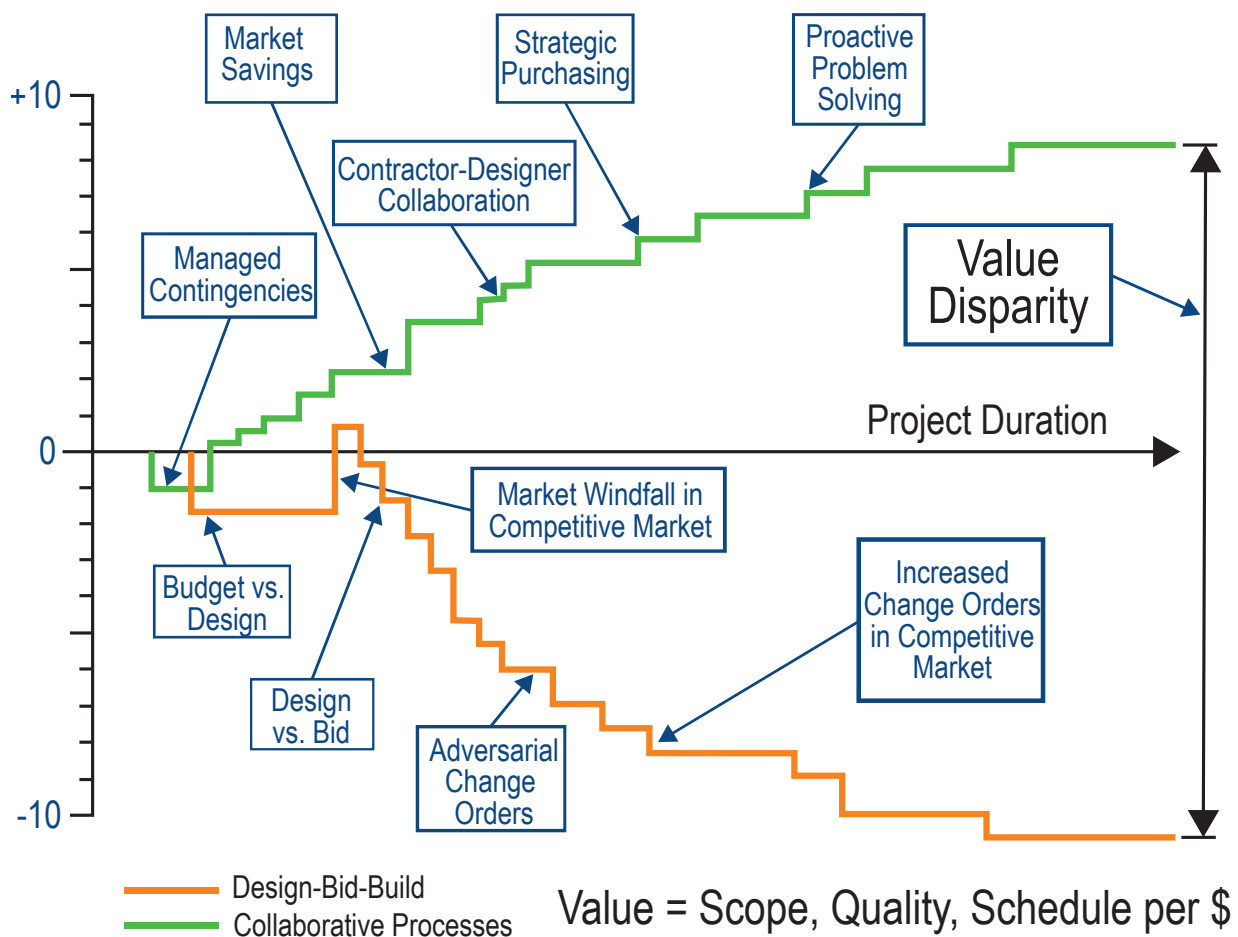 Market
Savings
Strategic
Purchasing
Proactive
Problem
Solving
+10
Contractor-Designer
Collaboration
Managed
Contingencies
Value
Disparity
Project Duration
0
Market Windfall in
Competitive Market
Budget vs.
Design
Increased
Change Orders
in Competitive
Market
Design
vs. Bid
Adversarial
Change
Orders
-10
Design-Bid-Build
Collaborative Processes
Value = Scope, Quality, Schedule per $